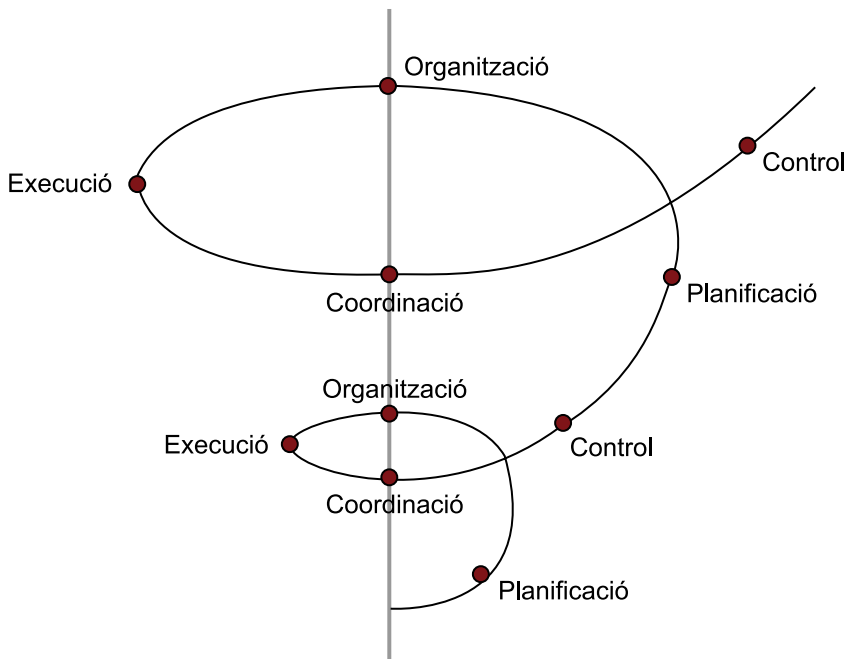 Organització
Control
Execució
Planificació
Coordinació
Organització
Execució
Control
Coordinació
Planificació